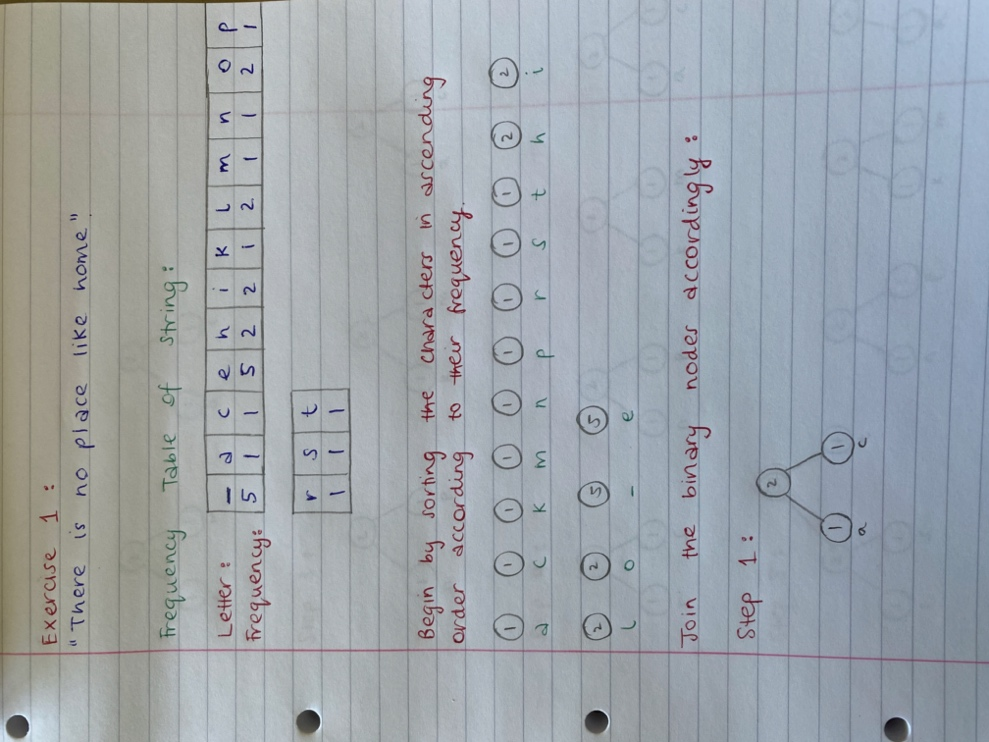 Exercise 1 :
"There is no place like home"
Frequency Table of String:
Letter: – a c e h i k l m n o p
Frequency: 5 1 1 5 2 2 1 2 1 1 2 1
r s t
1 1 1
Begin by sorting the characters in ascending
order according to their frequency.
1 1 1 1 1 1 1 1 1 2 2
a c k m n p r s t h i
2 2 5 5
l o – e
Join the binary nodes accordingly:
Step 1:
2
1 1
a c